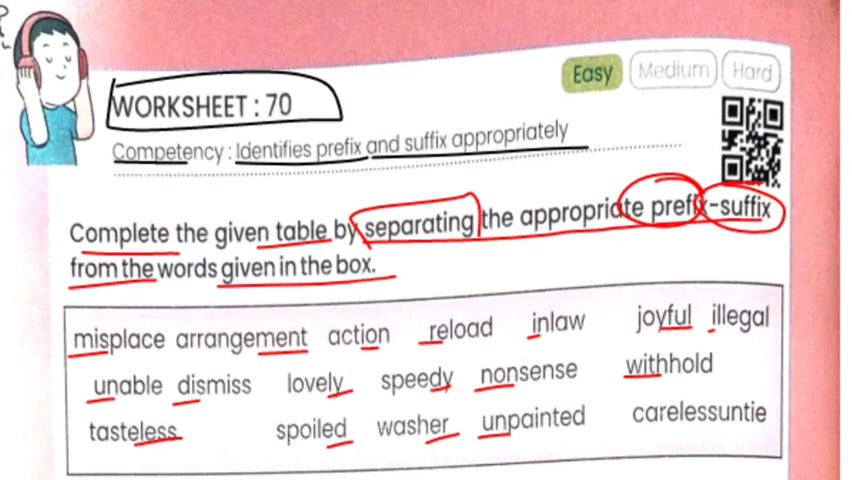 Easy Medium Hard
WORKSHEET : 70
Competency : Identifies prefix and suffix appropriately
Complete the given table by separating the appropriate prefix-suffix
from the words given in the box.
misplace arrangement action reload inlaw joyful illegal
unable dismiss lovely speedy nonsense withhold
tasteless spoiled washer unpainted carelessuntie